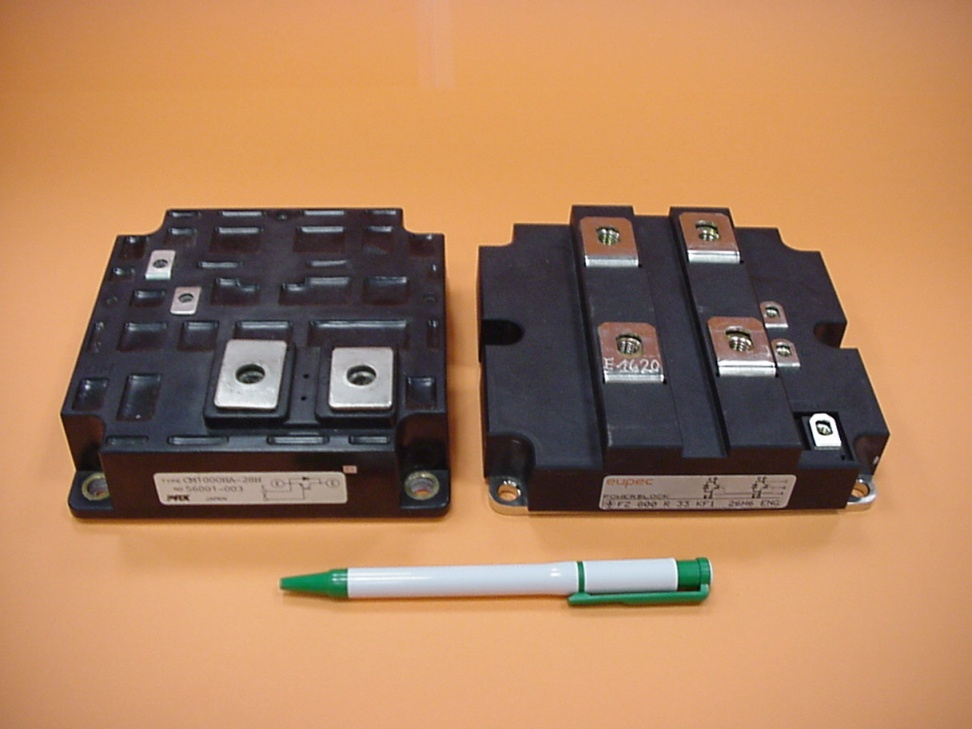 TYPE CM1000HA-28H
NO. 56001-003
JAPAN
E1620
eupec
POWERBLOCK
FZ 800 R 33 KF1